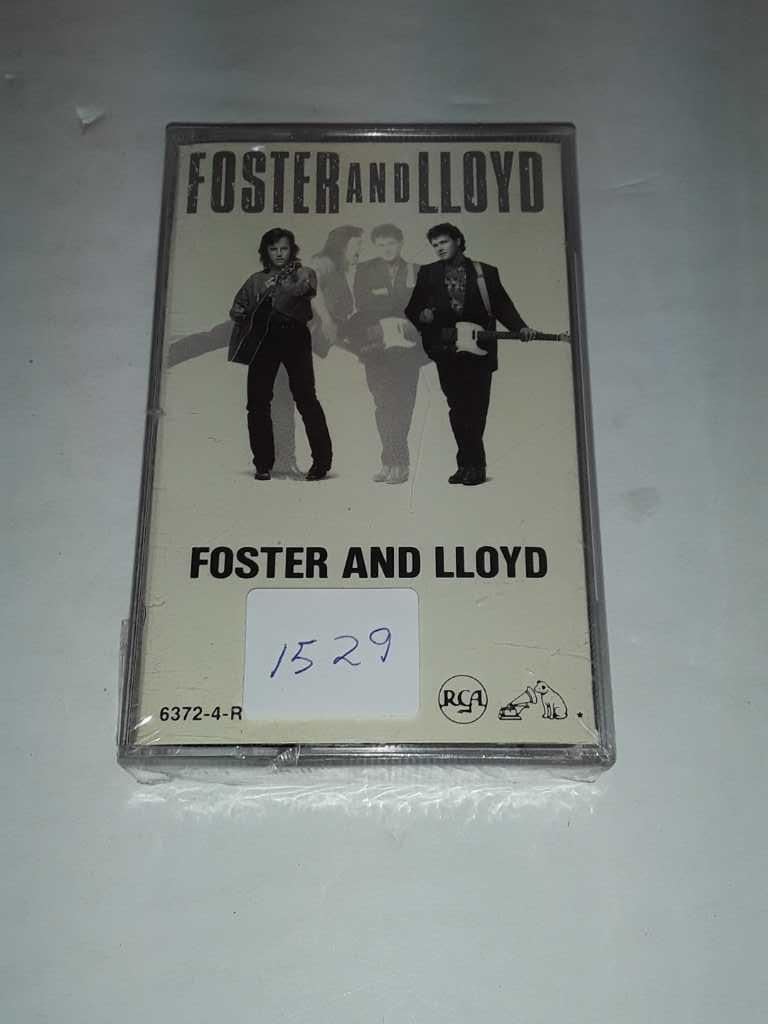 FOSTER AND LLOYD
FOSTER AND LLOYD
1529
6372-4-R
RCA